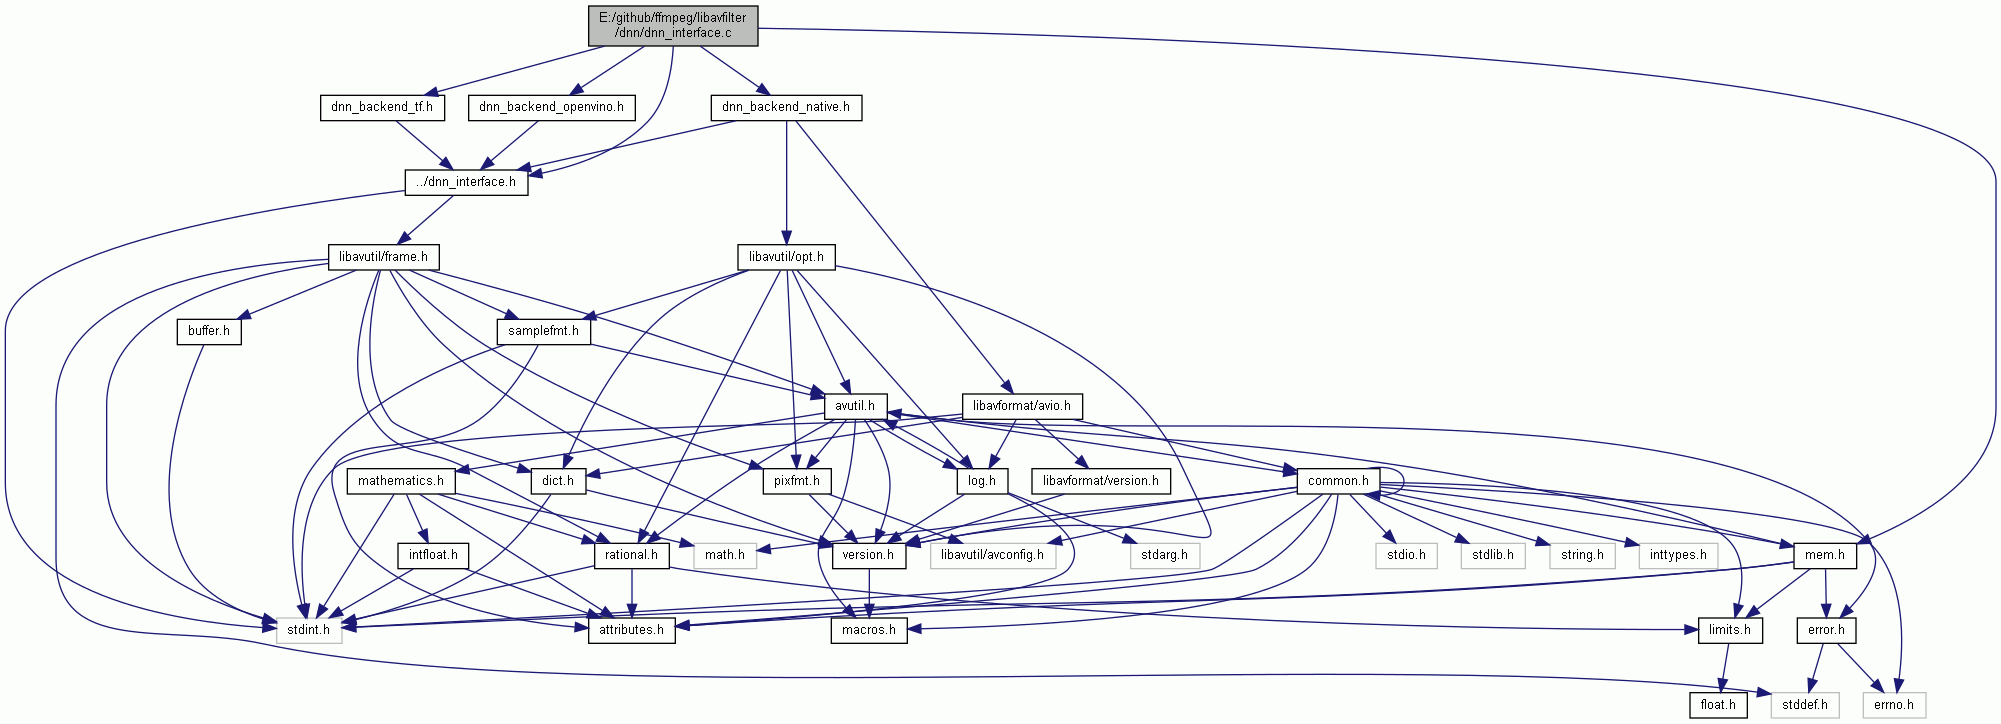 E:/github/ffmpeg/libavfilter
/dnn/dnn_interface.c
dnn_backend_tf.h
dnn_backend_openvino.h
dnn_backend_native.h
../dnn_interface.h
libavutil/frame.h
libavutil/opt.h
buffer.h
samplefmt.h
avutil.h
libavformat/avio.h
mathematics.h
dict.h
pixfmt.h
log.h
libavformat/version.h
common.h
intfloat.h
rational.h
math.h
version.h
libavutil/avconfig.h
stdarg.h
stdio.h
stdlib.h
string.h
inttypes.h
mem.h
stdint.h
attributes.h
macros.h
limits.h
error.h
float.h
stddef.h
errno.h